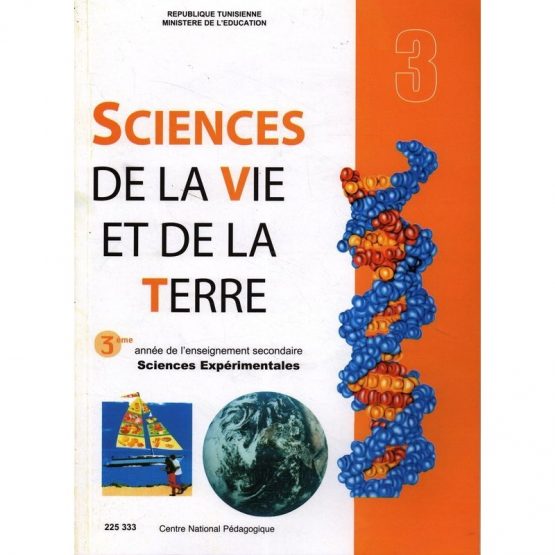 REPUBLIQUE TUNISIENNE
MINISTERE DE L'EDUCATION
3
SCIENCES
DE LA VIE
ET DE LA
TERRE
3ème
année de l'enseignement secondaire
Sciences Expérimentales
225 333
Centre National Pédagogique